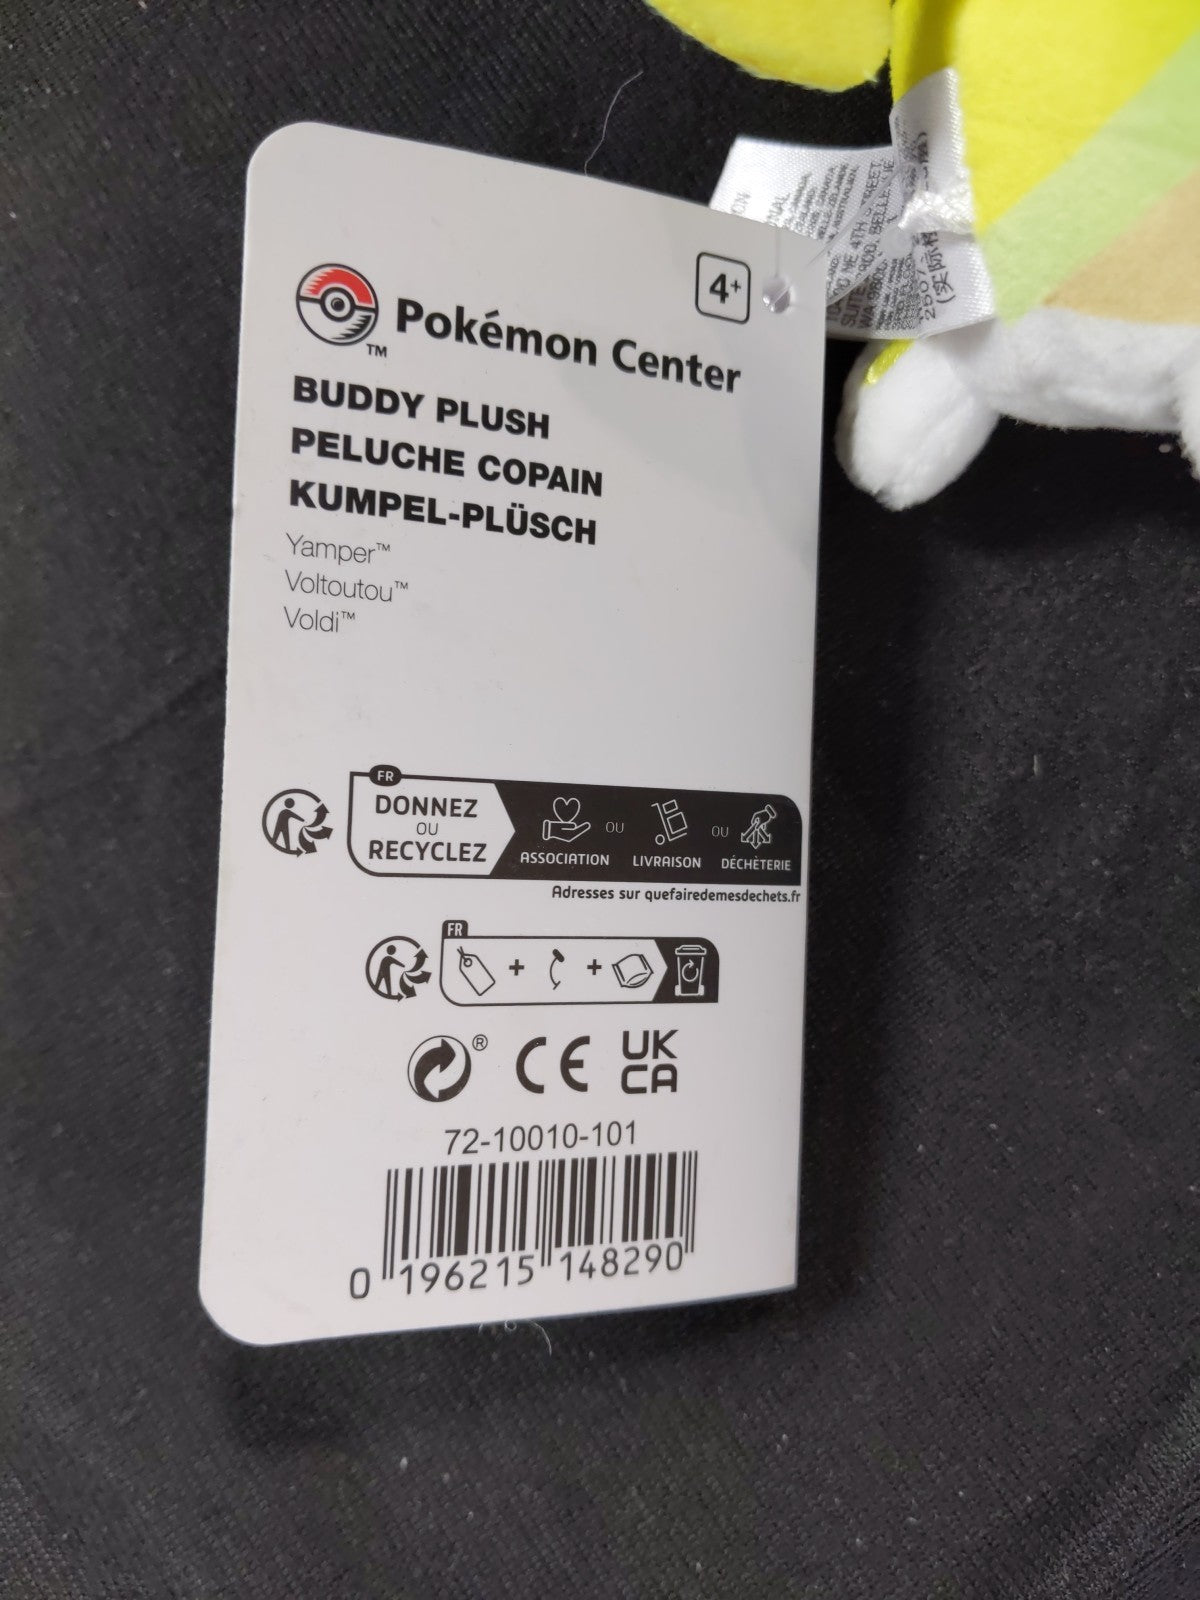 4+
Pokémon Center
TM
BUDDY PLUSH
PELUCHE COPAIN
KUMPEL-PLÜSCH
Yamper™
Voltoutou™
Voldi™
FR
DONNEZ
OU
RECYCLEZ
ASSOCIATION
OU
LIVRAISON
OU
DÉCHÈTERIE
Adresses sur quefairedemesdechets.fr
FR
+ +
®
CE
UK
CA
72-10010-101
0 196215 148290